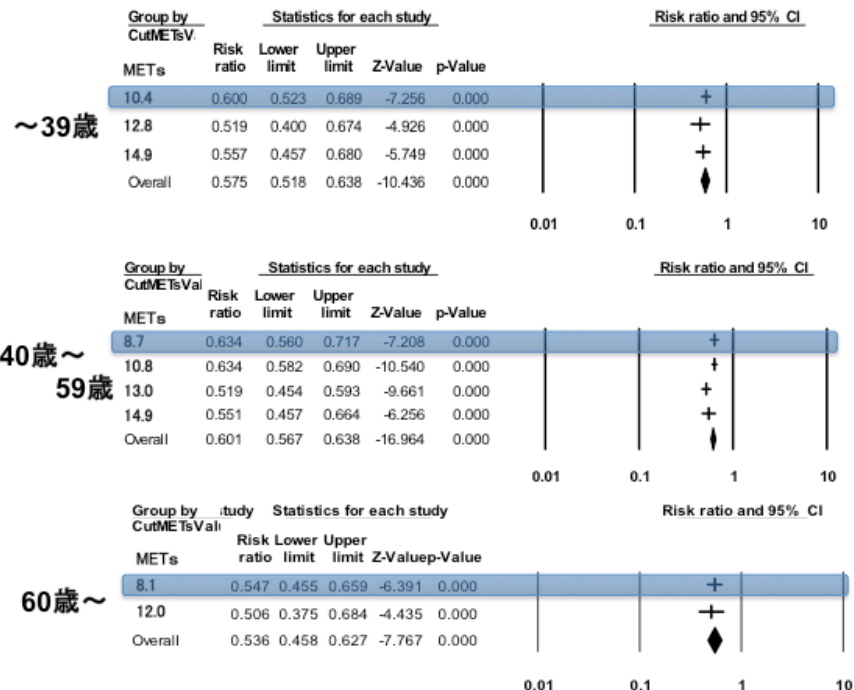 Group by Statistics for each study Risk ratio and 95% CI
CutMETsV
Risk Lower Upper
METs ratio limit limit Z-Value p-Value
10.4 0.600 0.523 0.689 -7.256 0.000
～39歳
12.8 0.519 0.400 0.674 -4.926 0.000
14.9 0.557 0.457 0.680 -5.749 0.000
Overall 0.575 0.518 0.638 -10.436 0.000
0.01 0.1 1 10
Group by Statistics for each study Risk ratio and 95% CI
CutMETsVal
Risk Lower Upper
METs ratio limit limit Z-Value p-Value
8.7 0.634 0.560 0.717 -7.208 0.000
40歳～
10.8 0.634 0.582 0.690 -10.540 0.000
59歳
13.0 0.519 0.454 0.593 -9.661 0.000
14.9 0.551 0.457 0.664 -6.256 0.000
Overall 0.601 0.567 0.638 -16.964 0.000
0.01 0.1 1 10
Group by tudy Statistics for each study Risk ratio and 95% CI
CutMETsVal
Risk Lower Upper
METs ratio limit limit Z-Value p-Value
8.1 0.547 0.455 0.659 -6.391 0.000
60歳～
12.0 0.506 0.375 0.684 -4.435 0.000
Overall 0.536 0.458 0.627 -7.767 0.000
0.01 0.1 1 10